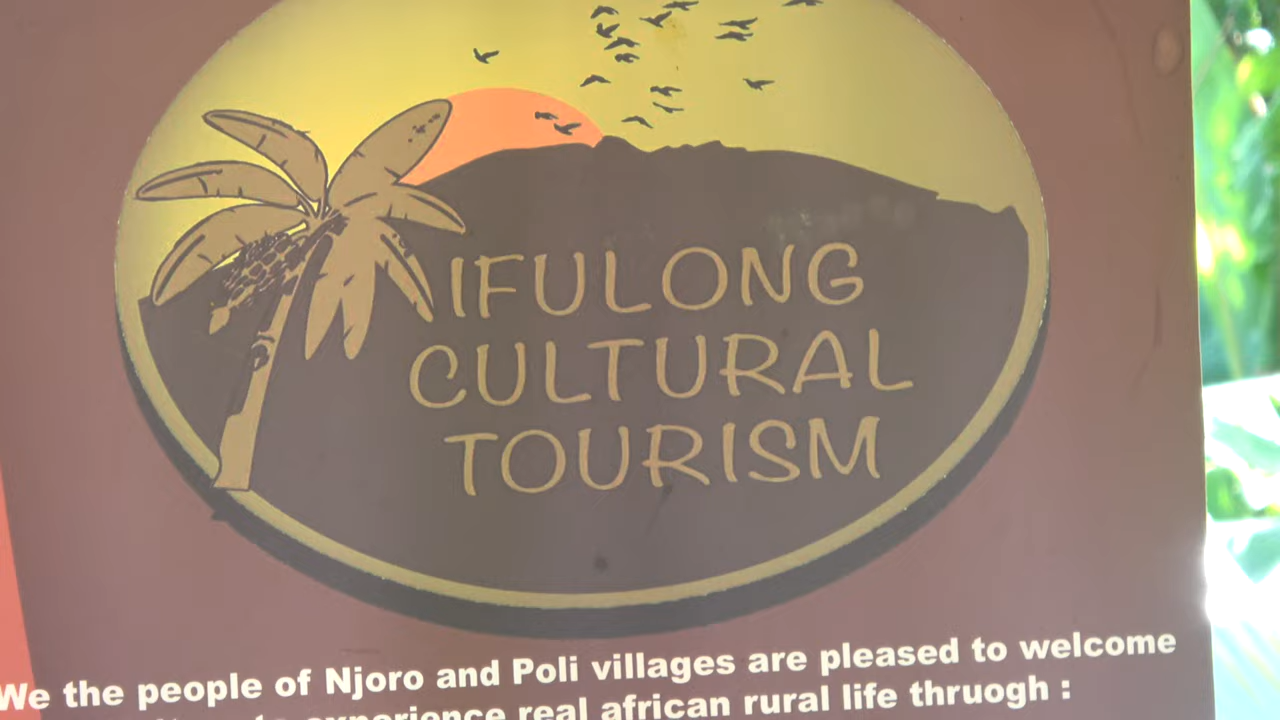 IFULONG
CULTURAL
TOURISM
We the people of Njoro and Poli villages are pleased to welcome
experience real african rural life thruogh :